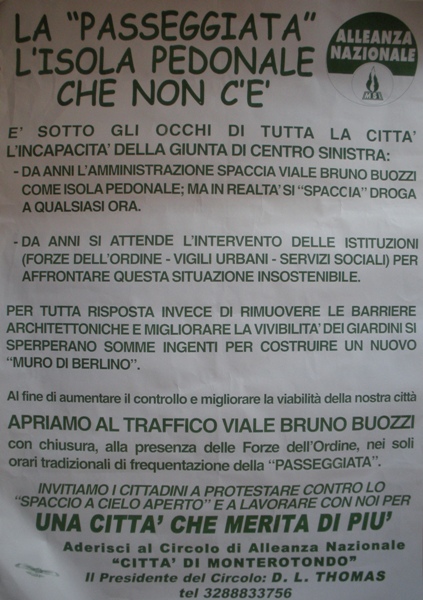 LA "PASSEGGIATA"
L'ISOLA PEDONALE
CHE NON C'E'
ALLEANZA
NAZIONALE
M.S.I.
E' SOTTO GLI OCCHI DI TUTTA LA CITTA'
L'INCAPACITA' DELLA GIUNTA DI CENTRO SINISTRA:
- DA ANNI L'AMMINISTRAZIONE SPACCIA VIALE BRUNO BUOZZI
COME ISOLA PEDONALE; MA IN REALTA' SI "SPACCIA" DROGA
A QUALSIASI ORA.
- DA ANNI SI ATTENDE L'INTERVENTO DELLE ISTITUZIONI
(FORZE DELL'ORDINE - VIGILI URBANI - SERVIZI SOCIALI) PER
AFFRONTARE QUESTA SITUAZIONE INSOSTENIBILE.
PER TUTTA RISPOSTA INVECE DI RIMUOVERE LE BARRIERE
ARCHITETTONICHE E MIGLIORARE LA VIVIBILITA' DEI GIARDINI SI
SPERPERANO SOMME INGENTI PER COSTRUIRE UN NUOVO
"MURO DI BERLINO".
Al fine di aumentare il controllo e migliorare la viabilità della nostra città
APRIAMO AL TRAFFICO VIALE BRUNO BUOZZI
con chiusura, alla presenza delle Forze dell'Ordine, nei soli
orari tradizionali di frequentazione della "PASSEGGIATA".
INVITIAMO I CITTADINI A PROTESTARE CONTRO LO
"SPACCIO A CIELO APERTO" E A LAVORARE CON NOI PER
UNA CITTA' CHE MERITA DI PIU'
Aderisci al Circolo di Alleanza Nazionale
"CITTA' DI MONTEROTONDO"
Il Presidente del Circolo: D. L. THOMAS
tel 3288833756